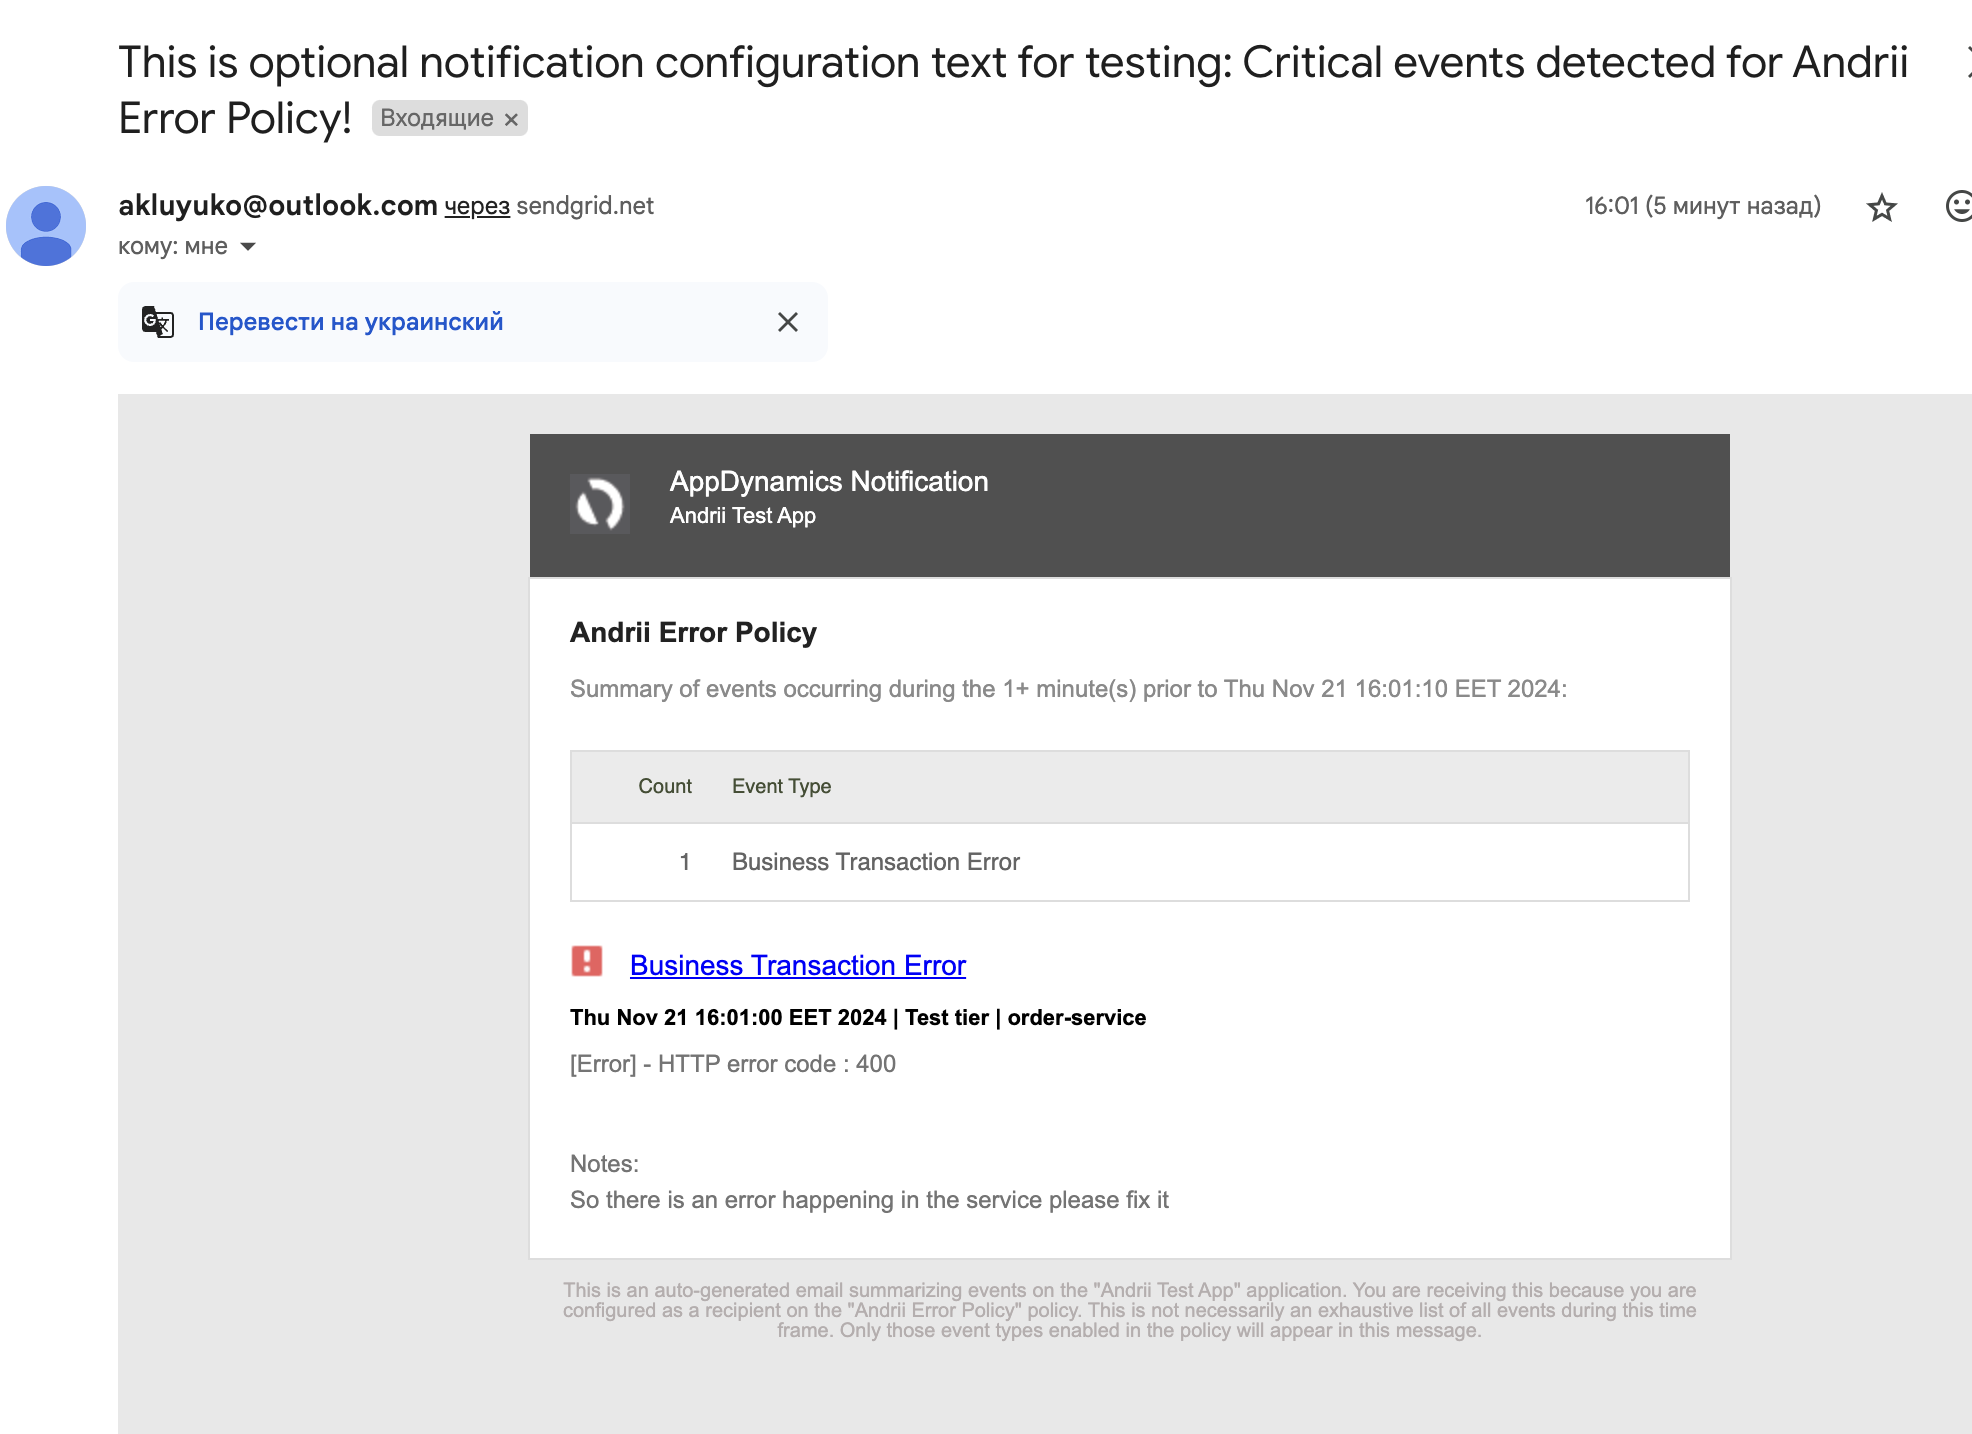 This is optional notification configuration text for testing: Critical events detected for Andrii
Error Policy! Входящие ×
akluyuko@outlook.com через sendgrid.net 16:01 (5 минут назад)
кому: мне
Перевести на украинский
AppDynamics Notification
Andrii Test App
Andrii Error Policy
Summary of events occurring during the 1+ minute(s) prior to Thu Nov 21 16:01:10 EET 2024:
Count Event Type
1 Business Transaction Error
Business Transaction Error
Thu Nov 21 16:01:00 EET 2024 | Test tier | order-service
[Error] - HTTP error code : 400
Notes:
So there is an error happening in the service please fix it
This is an auto-generated email summarizing events on the "Andrii Test App" application. You are receiving this because you are
configured as a recipient on the "Andrii Error Policy" policy. This is not necessarily an exhaustive list of all events during this time
frame. Only those event types enabled in the policy will appear in this message.